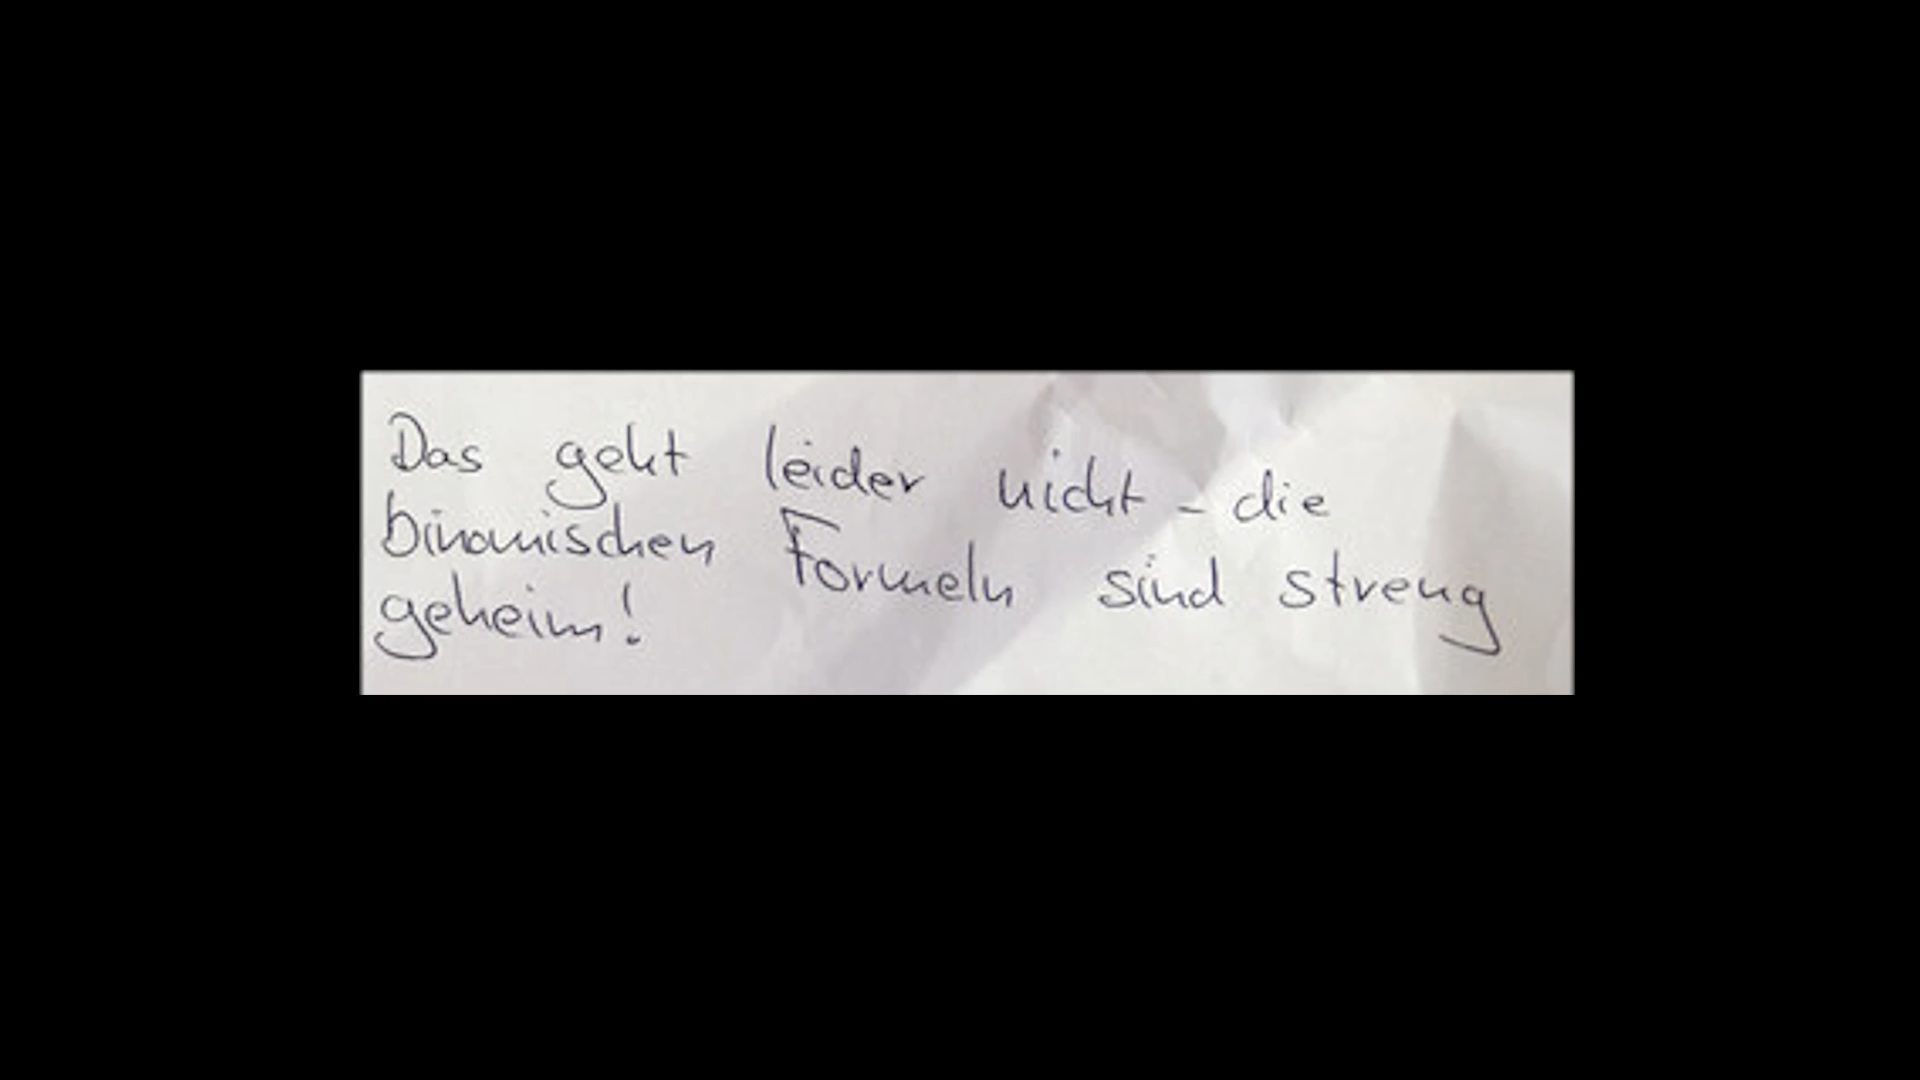 Das geht leider nicht - die
binomischen Formeln sind streng
geheim!